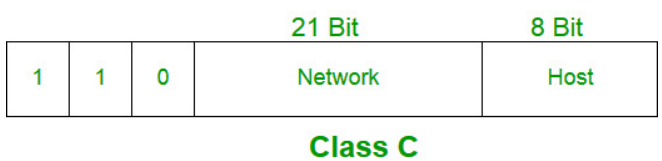 21 Bit 8 Bit
1 1 0 Network Host
Class C